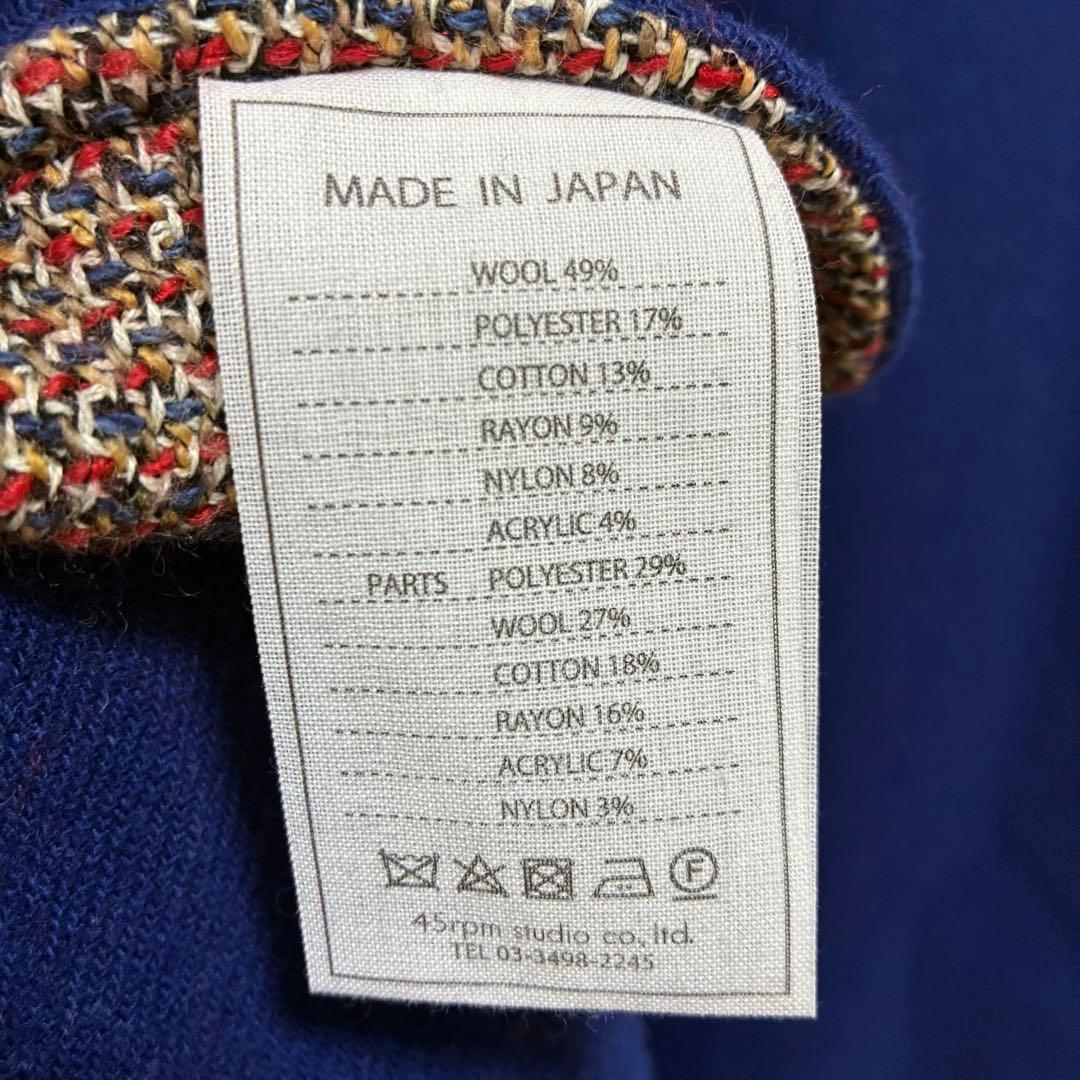 MADE IN JAPAN
WOOL 49%
POLYESTER 17%
COTTON 13%
RAYON 9%
NYLON 8%
ACRYLIC 4%
PARTS POLYESTER 29%
WOOL 27%
COTTON 18%
RAYON 16%
ACRYLIC 7%
NYLON 3%
F
45rpm studio co., ltd.
TEL 03-3498-2245